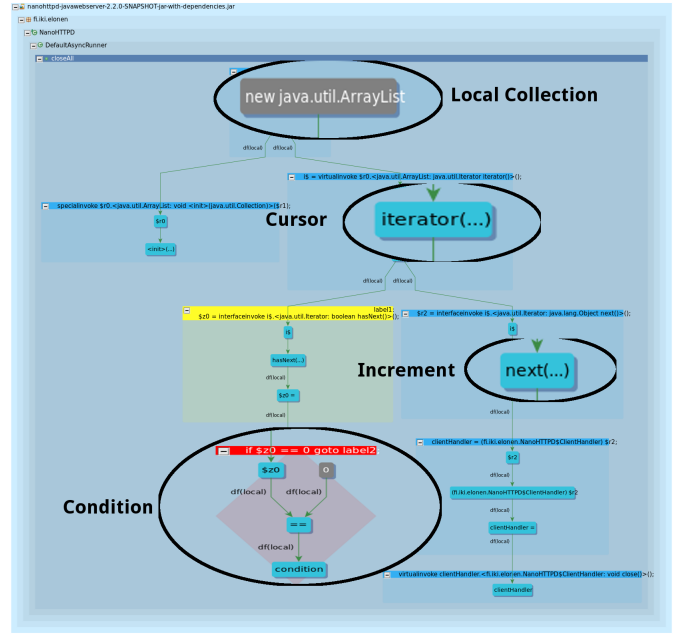 nanohttpd-javawebserver-2.2.0-SNAPSHOT-jar-with-dependencies.jar
fi.iki.elonen
NanoHTTPD
DefaultAsyncRunner
closeAll
new java.util.ArrayList
Local Collection
df(local) df(local)
i$ = virtualinvoke $r0.<java.util.ArrayList: java.util.Iterator iterator()>();
specialinvoke $r0.<java.util.ArrayList: void <init>(java.util.Collection)>($r1);
$r0
<init>(...)
Cursor
iterator(...)
df(local) df(local)
label1:
$z0 = interfaceinvoke i$.<java.util.Iterator: boolean hasNext()>();
i$
hasNext(...)
df(local)
$z0 =
df(local)
$r2 = interfaceinvoke i$.<java.util.Iterator: java.lang.Object next()>();
i$
Increment
next(...)
df(local)
Condition
if $z0 == 0 goto label2;
$z0
0
df(local) df(local)
==
df(local)
condition
clientHandler = (fi.iki.elonen.NanoHTTPD$ClientHandler) $r2;
$r2
df(local)
(fi.iki.elonen.NanoHTTPD$ClientHandler) $r2
df(local)
clientHandler =
df(local)
virtualinvoke clientHandler.<fi.iki.elonen.NanoHTTPD$ClientHandler: void close()>();
clientHandler